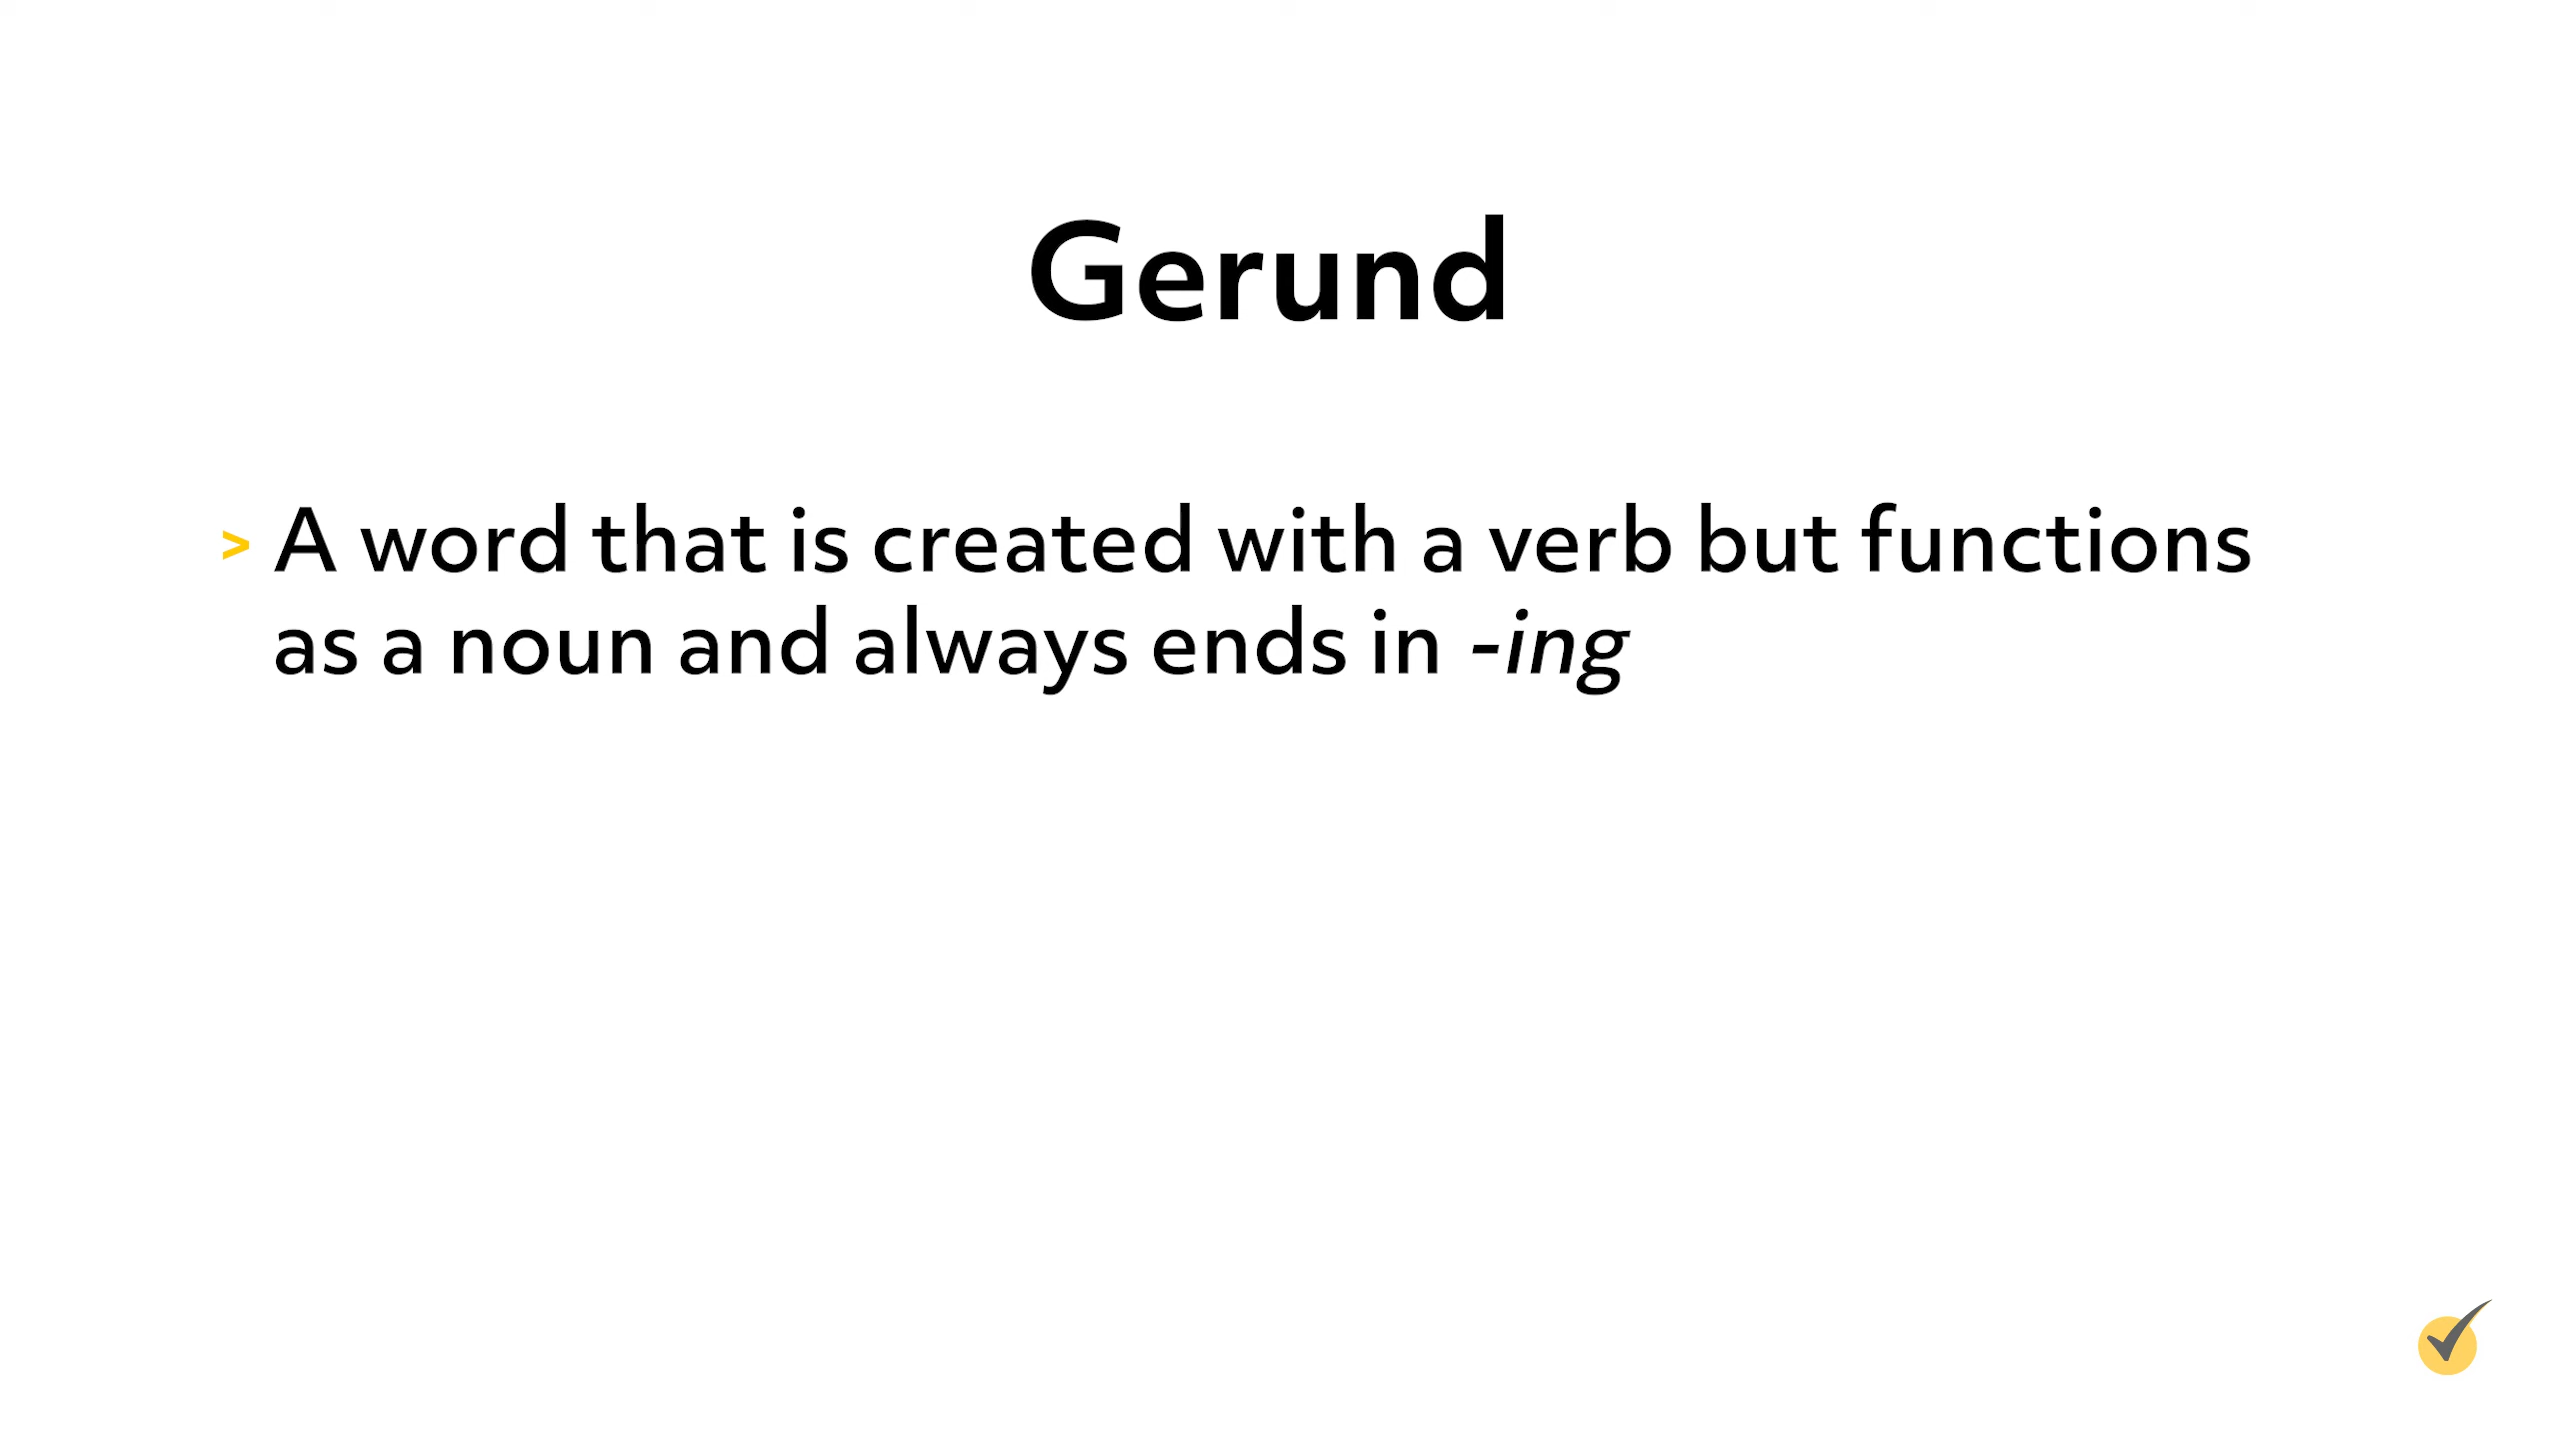 Gerund
> A word that is created with a verb but functions
as a noun and always ends in -ing